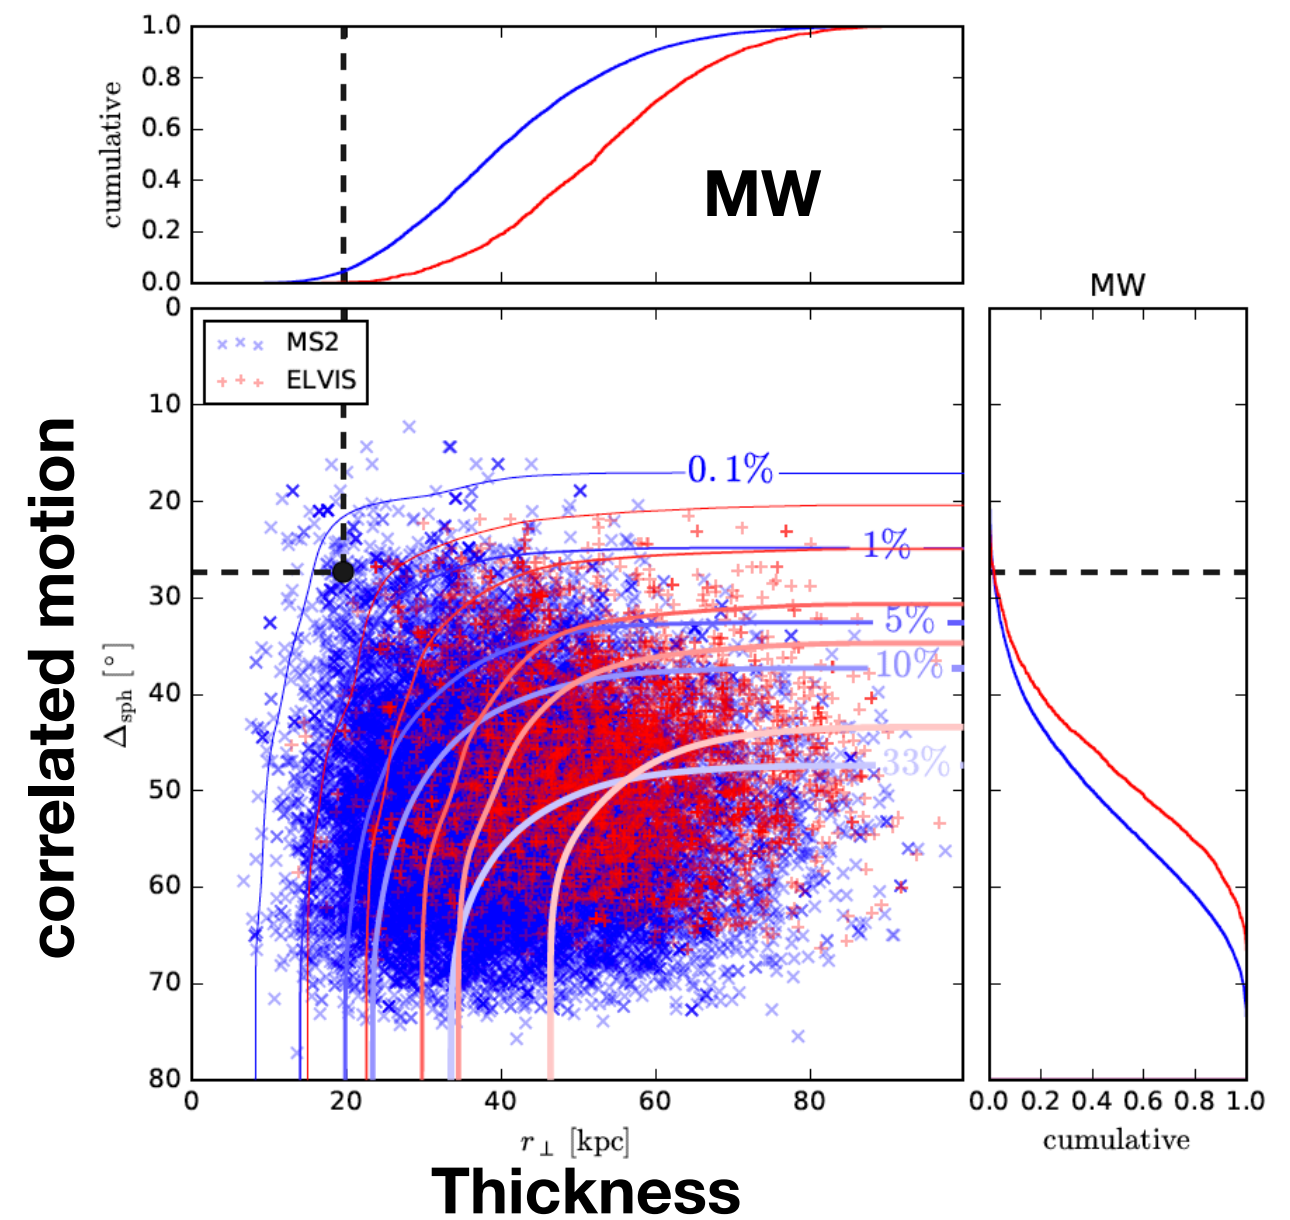 1.0
0.8
0.6
0.4
0.2
0.0
cumulative
MW
MW
0
10
20
30
40
50
60
70
80
MS2
ELVIS
0.1%
1%
5%
10%
33%
correlated motion
Δsph [°]
0 20 40 60 80
r⊥ [kpc]
Thickness
0.0 0.2 0.4 0.6 0.8 1.0
cumulative